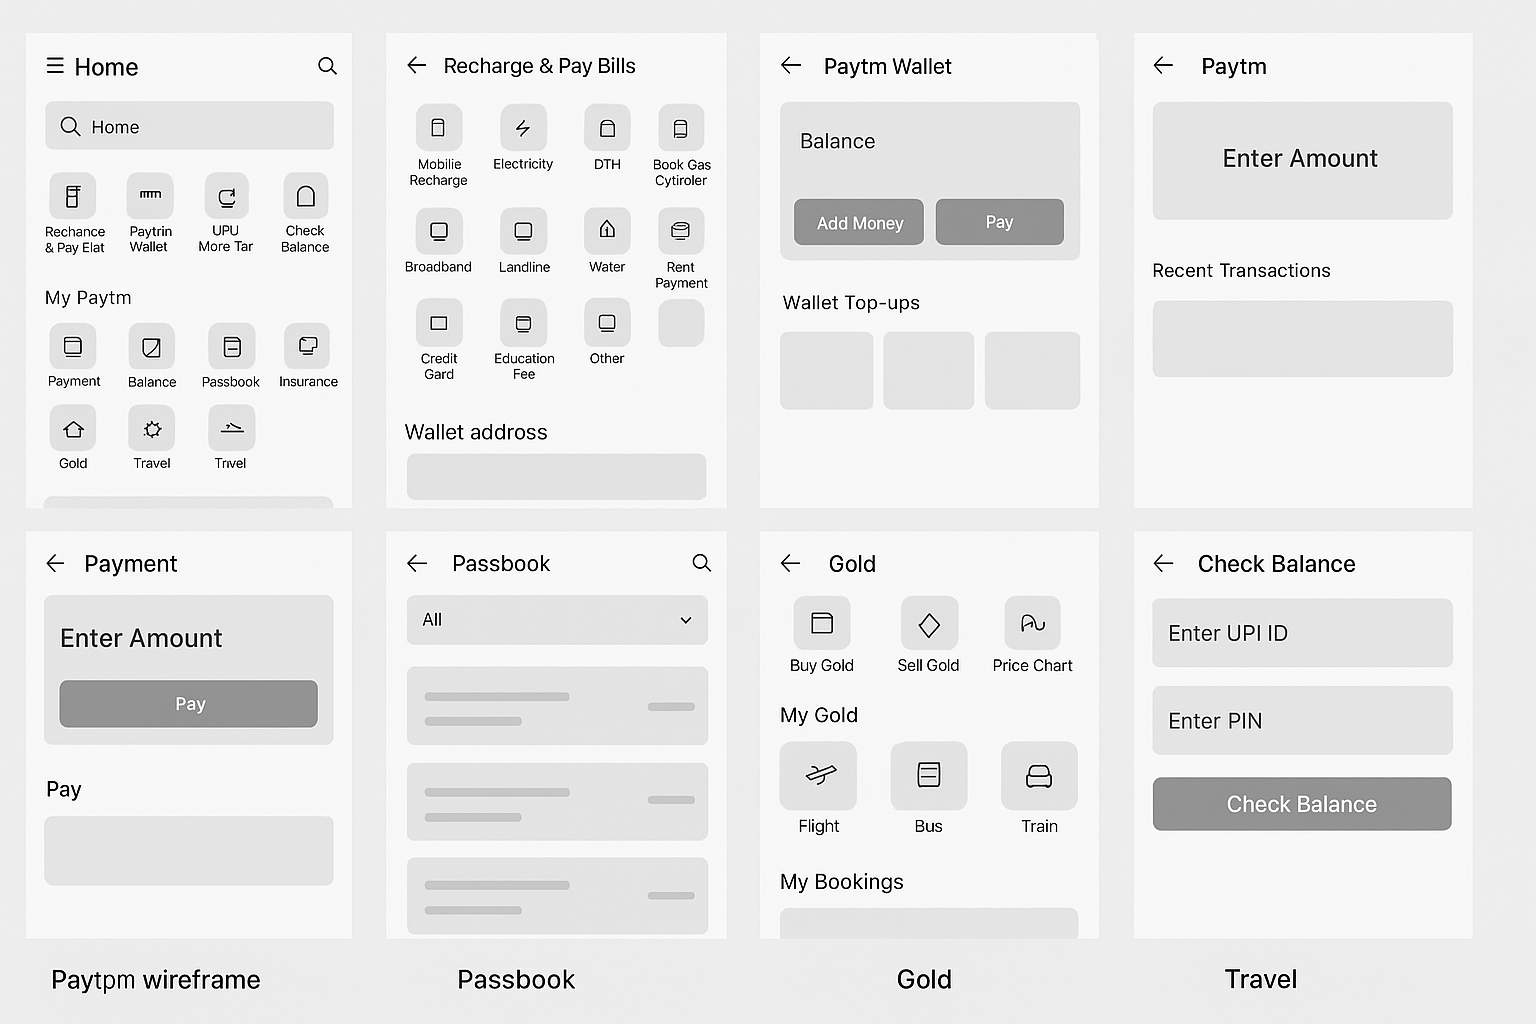 Home
Home
Rechance
& Pay Elat
Paytrin
Wallet
UPU
More Tar
Check
Balance
My Paytm
Payment
Balance
Passbook
Insurance
Gold
Travel
Trıvel
Recharge & Pay Bills
Mobilie
Recharge
Electricity
DTH
Book Gas
Cytiroler
Broadband
Landline
Water
Rent
Payment
Credit
Gard
Education
Fee
Other
Wallet addross
Paytm Wallet
Balance
Add Money
Pay
Wallet Top-ups
Paytm
Enter Amount
Recent Transactions
Payment
Enter Amount
Pay
Pay
Passbook
All
Gold
Buy Gold
Sell Gold
Price Chart
My Gold
Flight
Bus
Train
My Bookings
Check Balance
Enter UPI ID
Enter PIN
Check Balance
Paytpm wireframe
Passbook
Gold
Travel